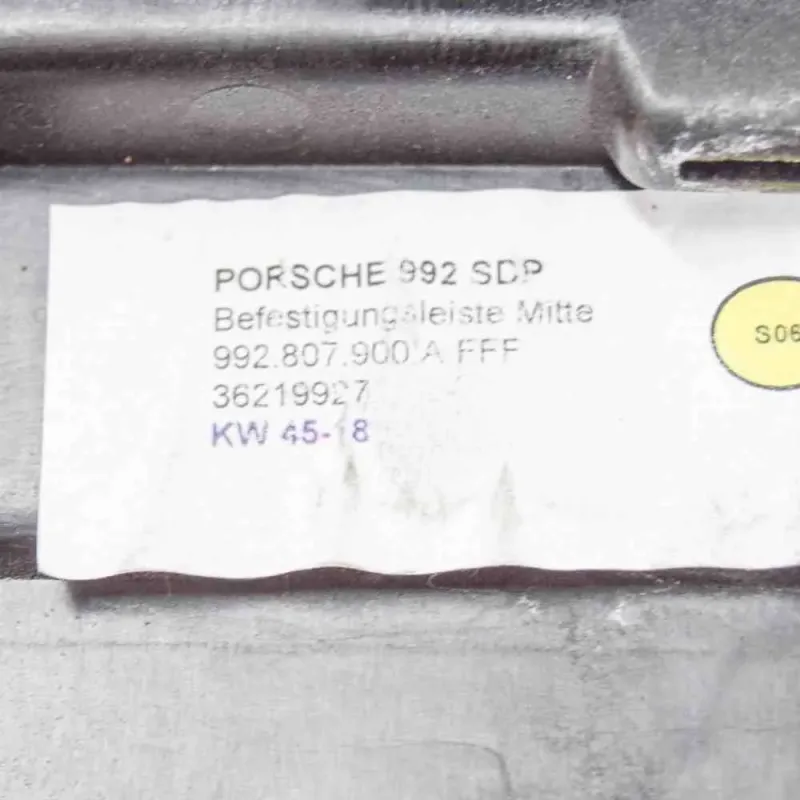 PORSCHE 992 SDP
Befestigungsleiste Mitte
992.807.900 A FFF
36219927
KW 45-18
S06